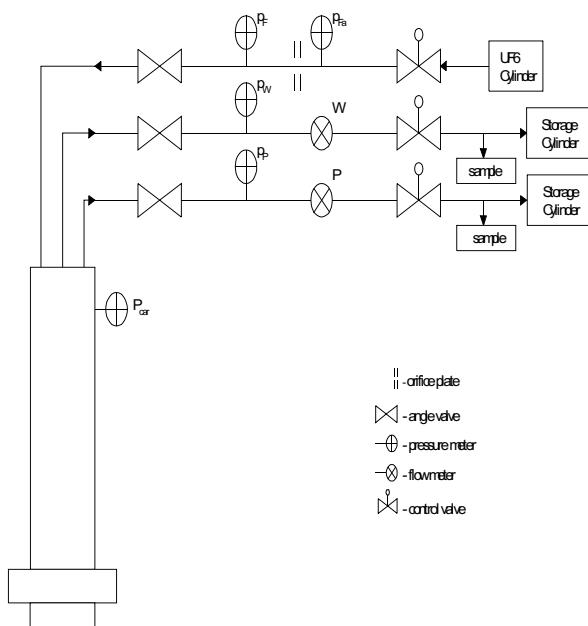 pF
pFa
UF6
Cylinder
pW
W
Storage
Cylinder
sample
pP
P
Storage
Cylinder
sample
Pcar
- orifice plate
- angle valve
- pressure meter
- flow meter
- control valve